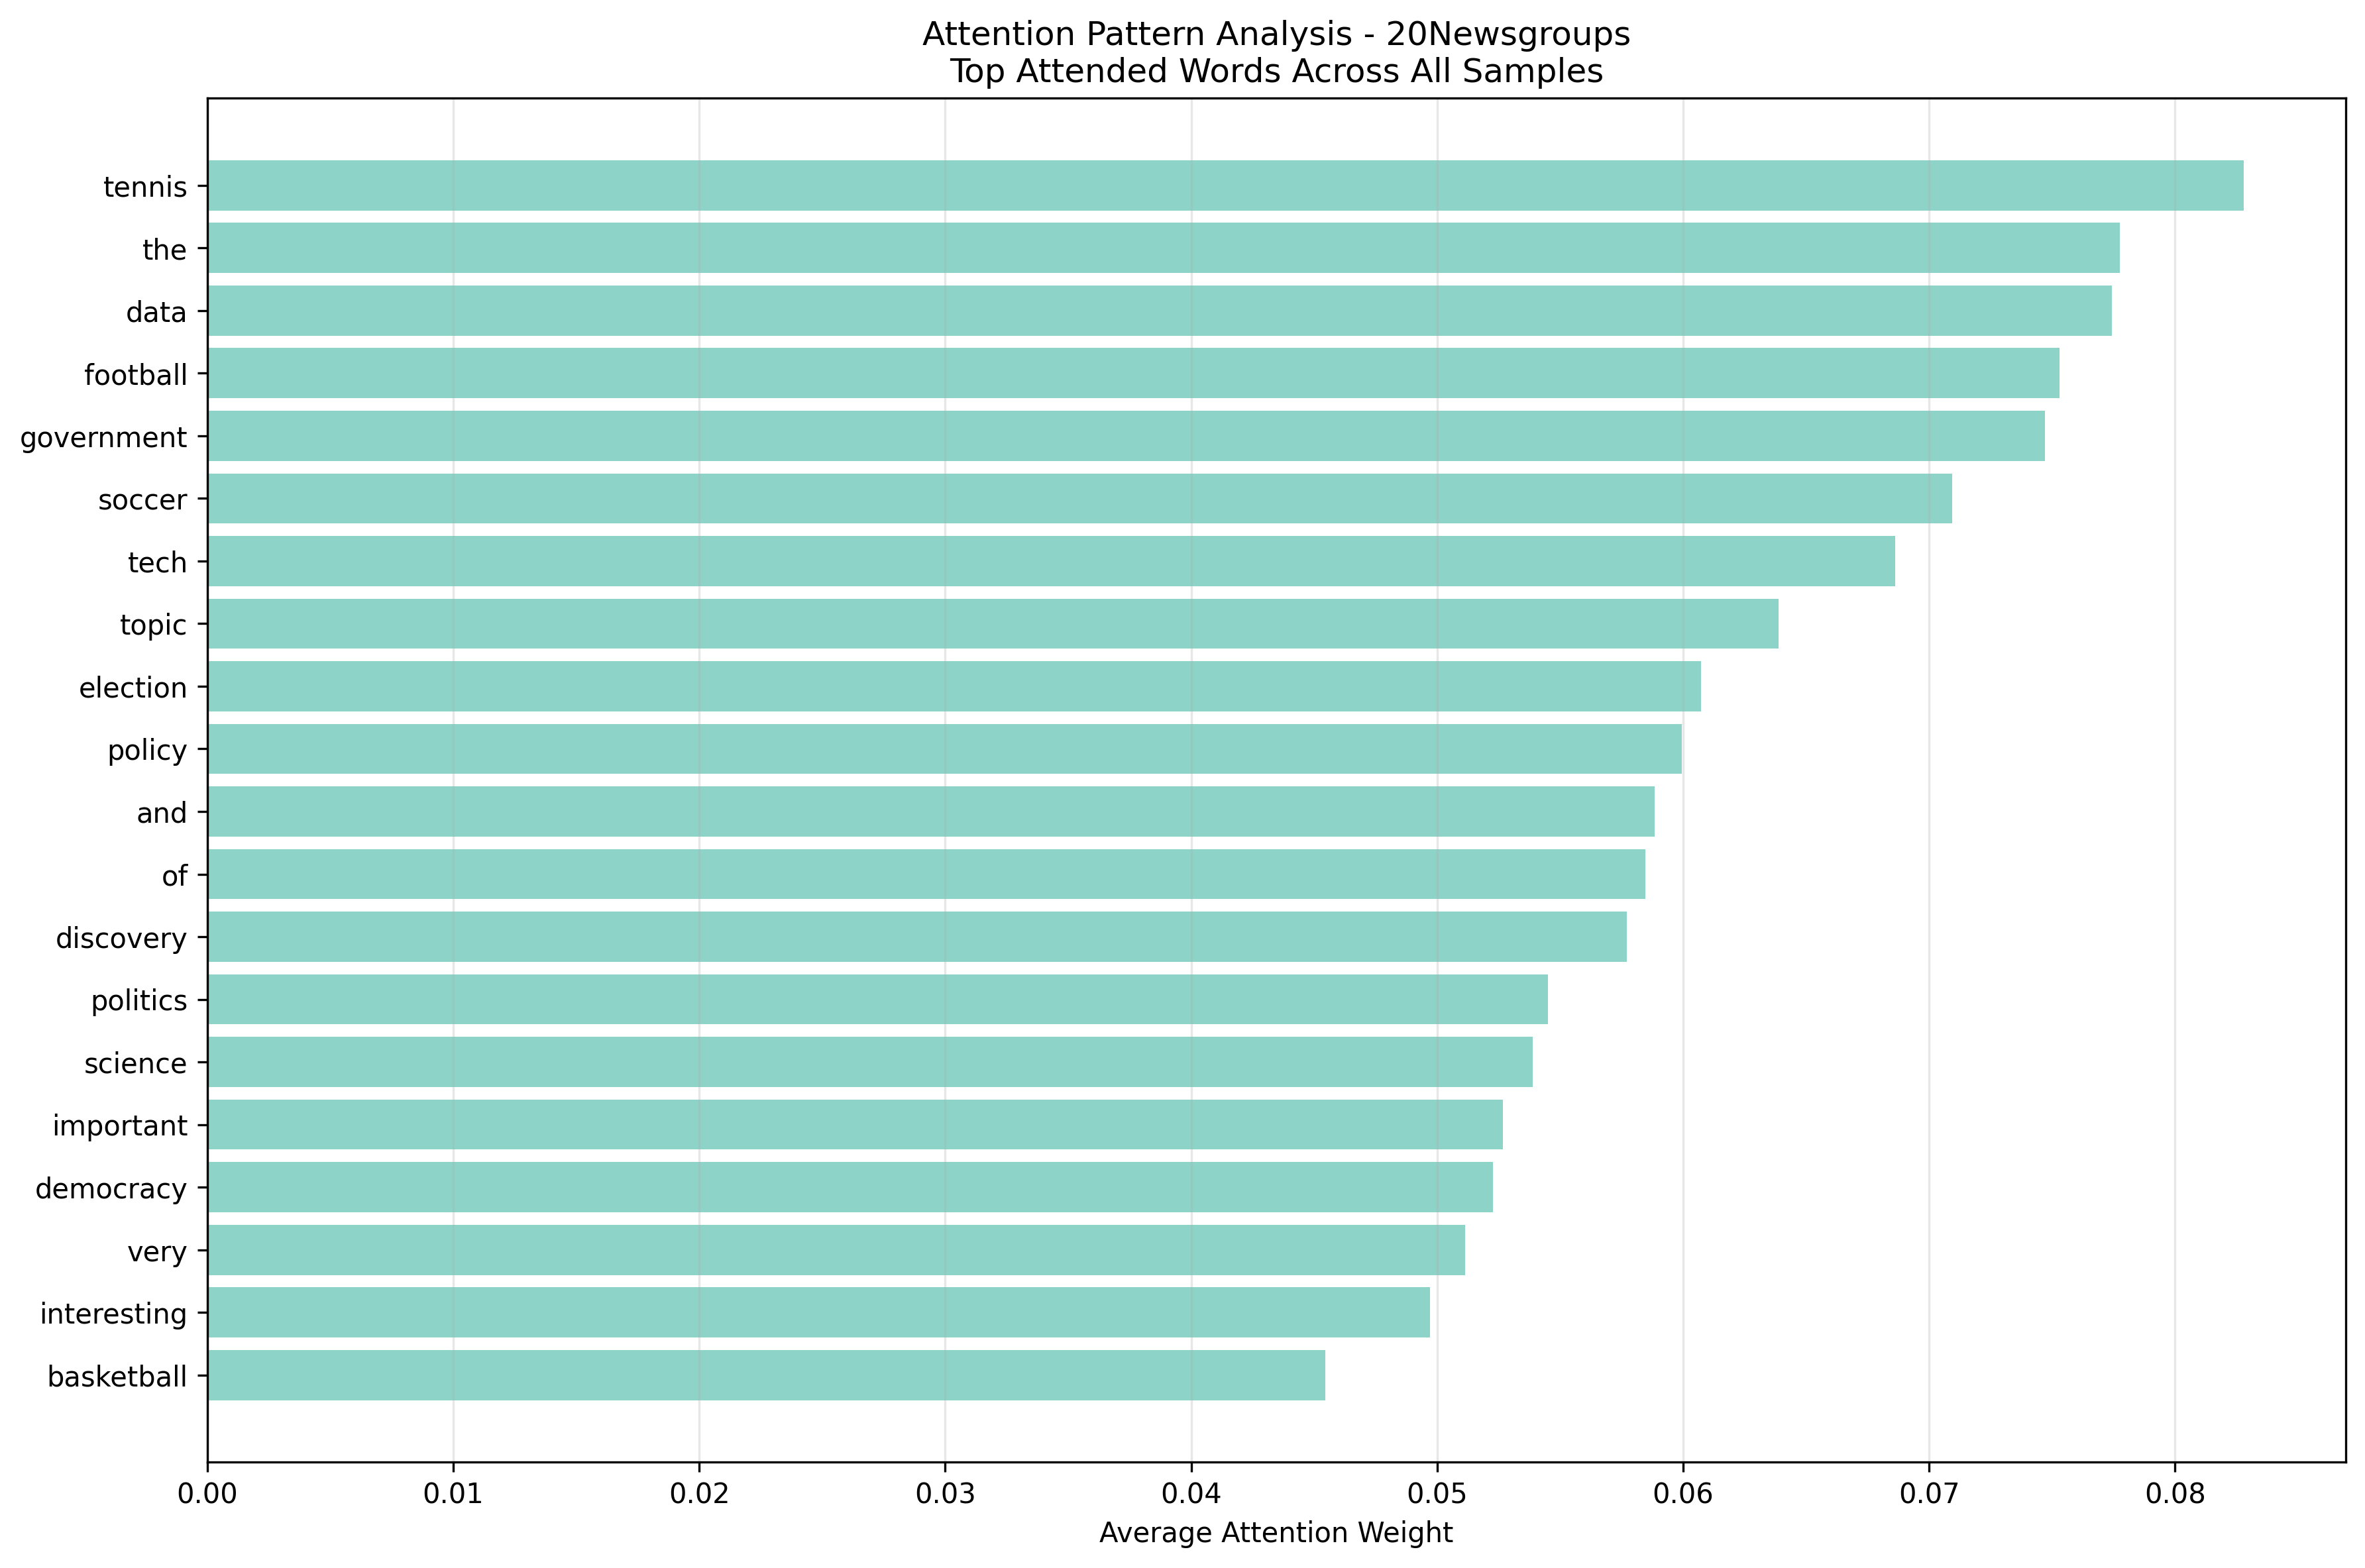 Attention Pattern Analysis - 20Newsgroups
Top Attended Words Across All Samples
tennis
the
data
football
government
soccer
tech
topic
election
policy
and
of
discovery
politics
science
important
democracy
very
interesting
basketball
0.00 0.01 0.02 0.03 0.04 0.05 0.06 0.07 0.08
Average Attention Weight